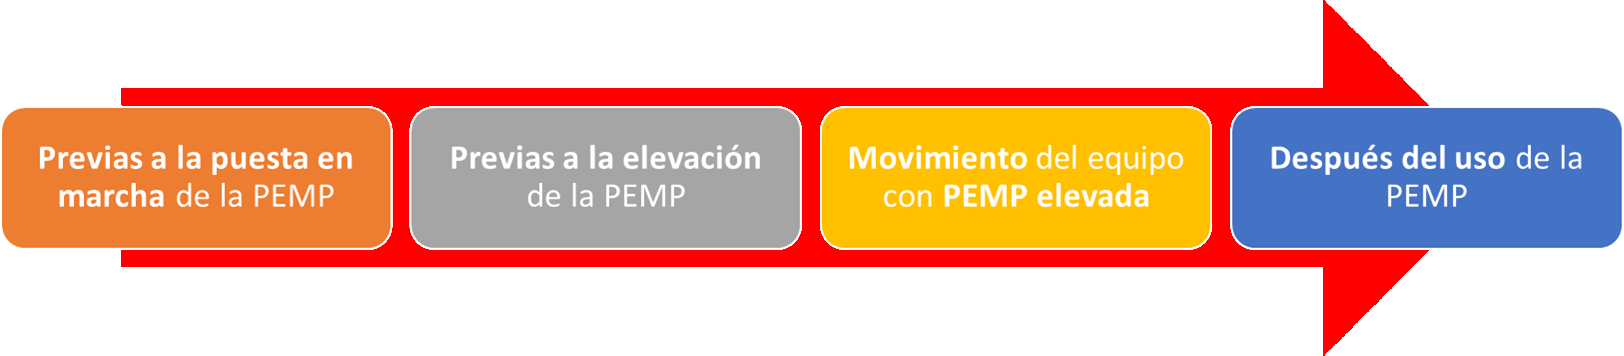 Previas a la puesta en
marcha de la PEMP
Previas a la elevación
de la PEMP
Movimiento del equipo
con PEMP elevada
Después del uso de la
PEMP